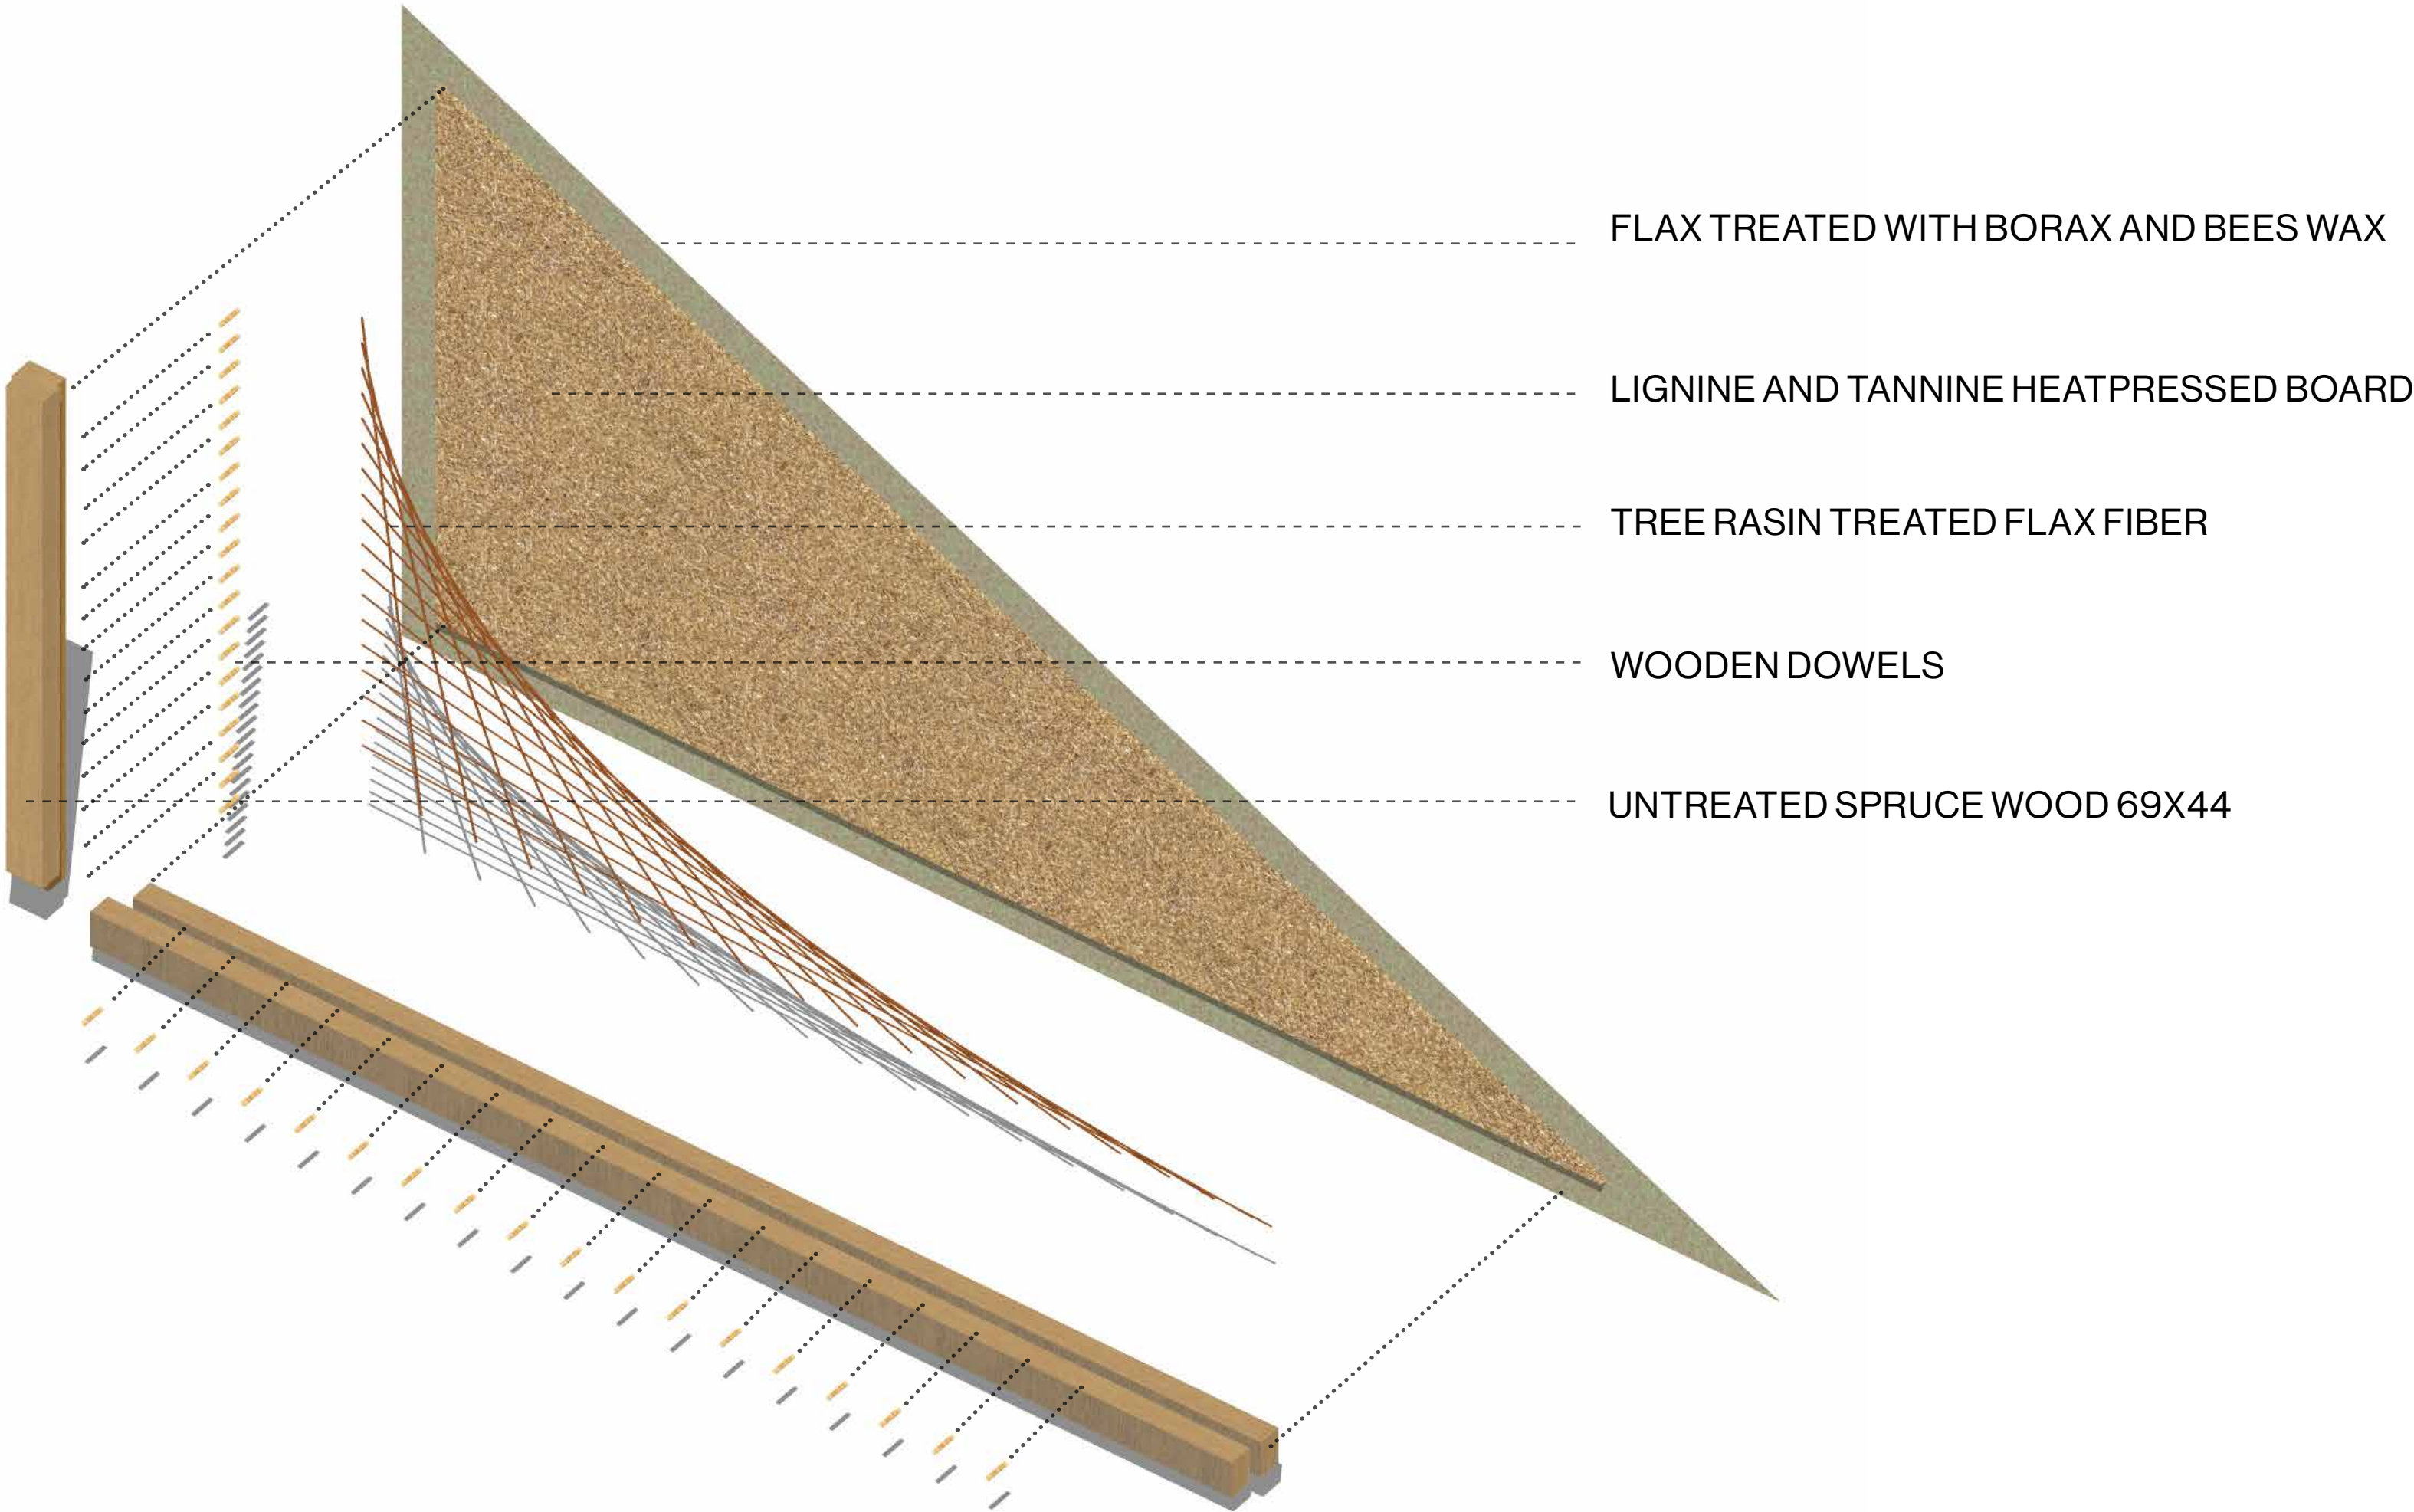 FLAX TREATED WITH BORAX AND BEES WAX
LIGNINE AND TANNINE HEATPRESSED BOARD
TREE RASIN TREATED FLAX FIBER
WOODEN DOWELS
UNTREATED SPRUCE WOOD 69X44